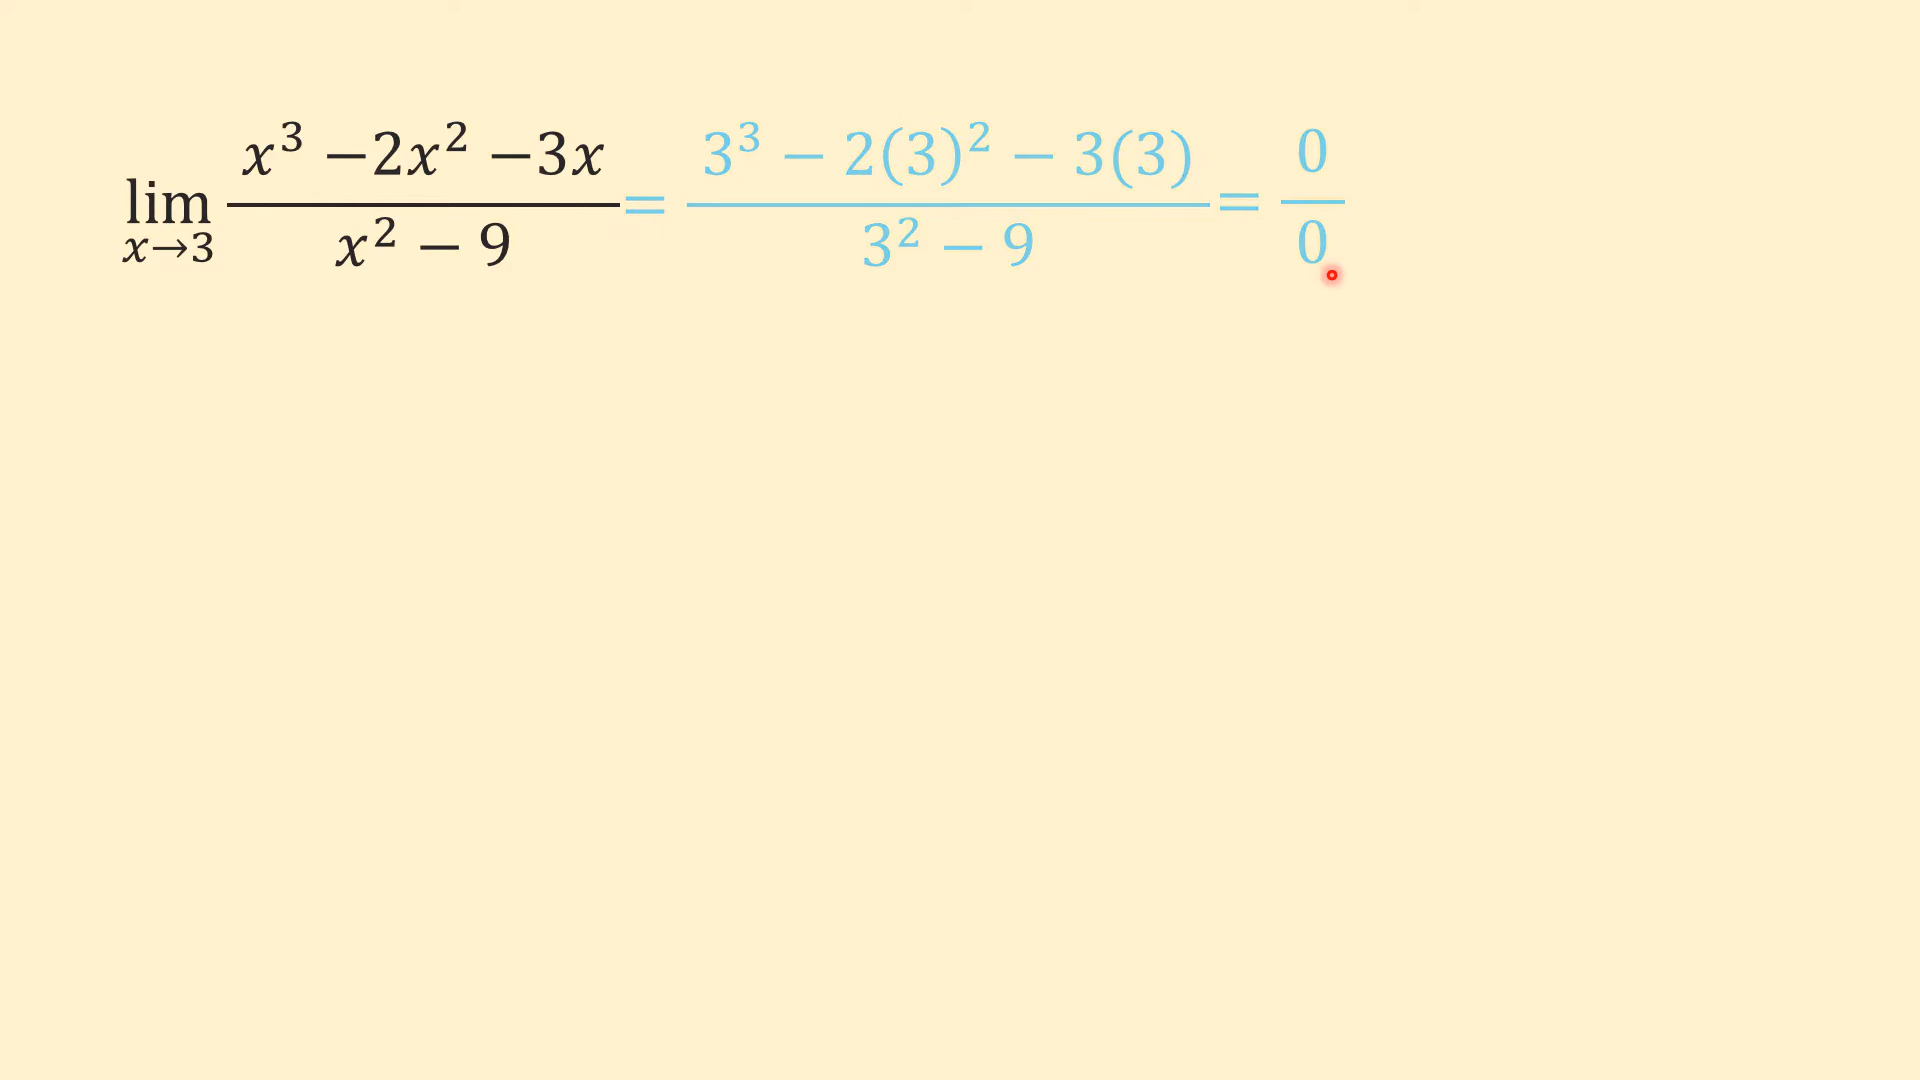 lim x→3 (x³ − 2x² − 3x)/(x² − 9) = (3³ − 2(3)² − 3(3))/(3² − 9) = 0/0